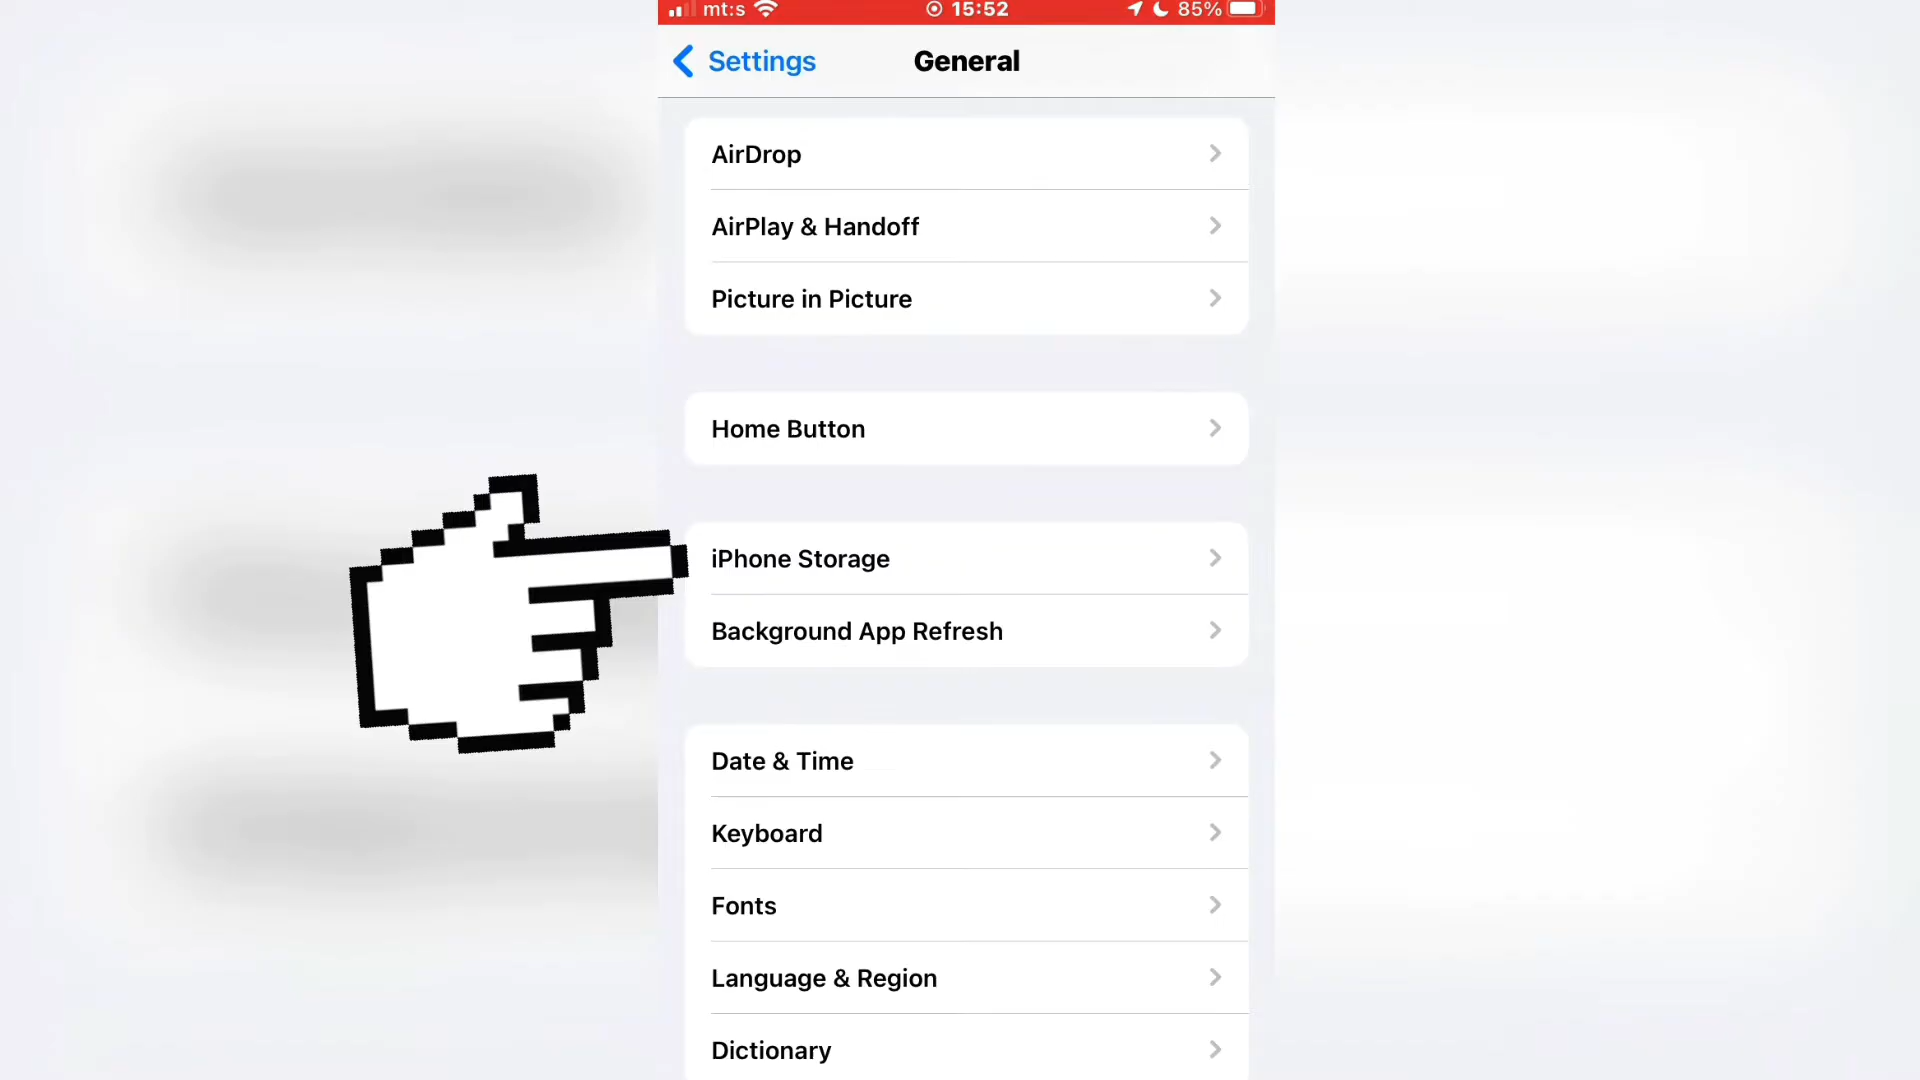 mt:s 15:52 85%
Settings General
AirDrop
AirPlay & Handoff
Picture in Picture
Home Button
iPhone Storage
Background App Refresh
Date & Time
Keyboard
Fonts
Language & Region
Dictionary